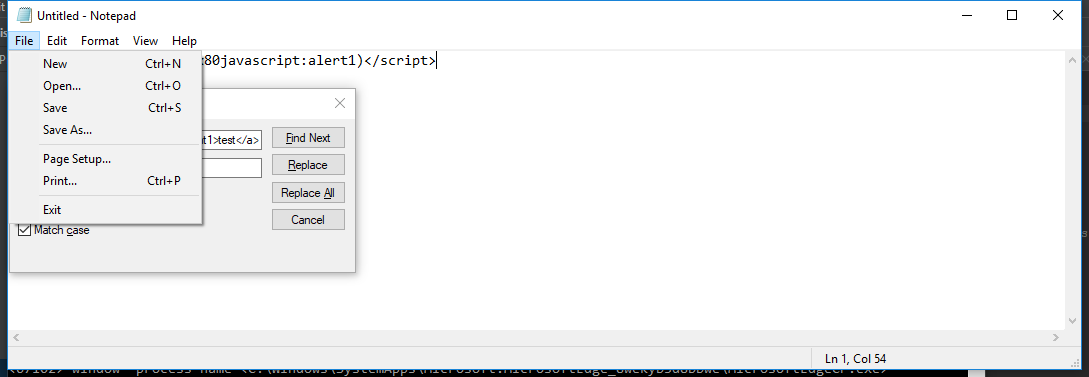 Untitled - Notepad
File Edit Format View Help
80javascript:alert1)</script>
New Ctrl+N
Open... Ctrl+O
Save Ctrl+S
Save As...
Page Setup...
Print... Ctrl+P
Exit
t1>test</a>
Find Next
Replace
Replace All
Cancel
Match case
Ln 1, Col 54